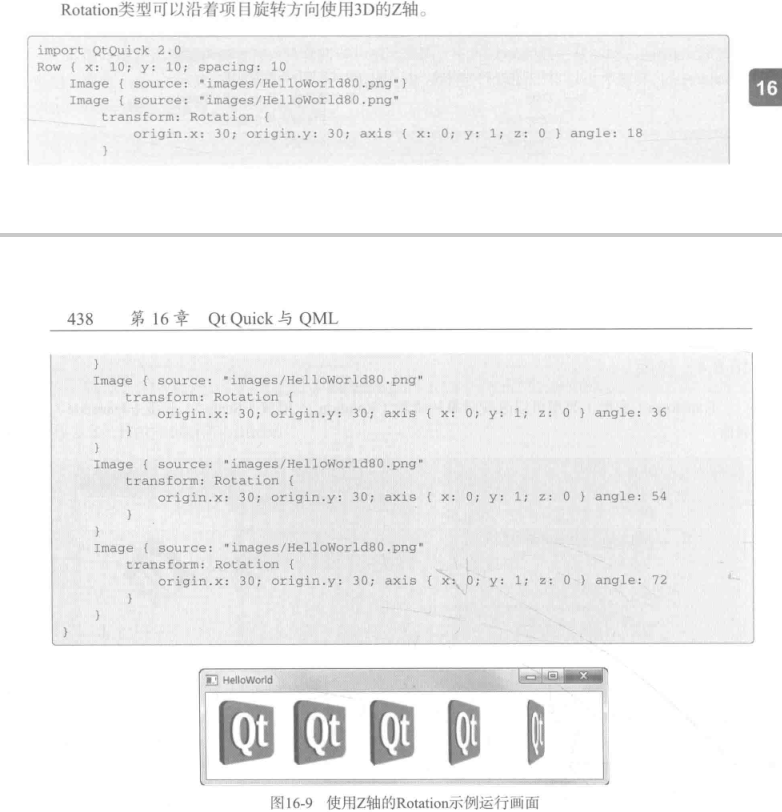 Rotation类型可以沿着项目旋转方向使用3D的Z轴。
import QtQuick 2.0
Row { x: 10; y: 10; spacing: 10
    Image { source: "images/HelloWorld80.png"}
    Image { source: "images/HelloWorld80.png"
        transform: Rotation {
            origin.x: 30; origin.y: 30; axis { x: 0; y: 1; z: 0 } angle: 18
        }
16
438 第 16 章 Qt Quick 与 QML
    }
    Image { source: "images/HelloWorld80.png"
        transform: Rotation {
            origin.x: 30; origin.y: 30; axis { x: 0; y: 1; z: 0 } angle: 36
        }
    }
    Image { source: "images/HelloWorld80.png"
        transform: Rotation {
            origin.x: 30; origin.y: 30; axis { x: 0; y: 1; z: 0 } angle: 54
        }
    }
    Image { source: "images/HelloWorld80.png"
        transform: Rotation {
            origin.x: 30; origin.y: 30; axis { x: 0; y: 1; z: 0 } angle: 72
        }
    }
}
HelloWorld
Qt Qt Qt Qt Qt
图16-9 使用Z轴的Rotation示例运行画面